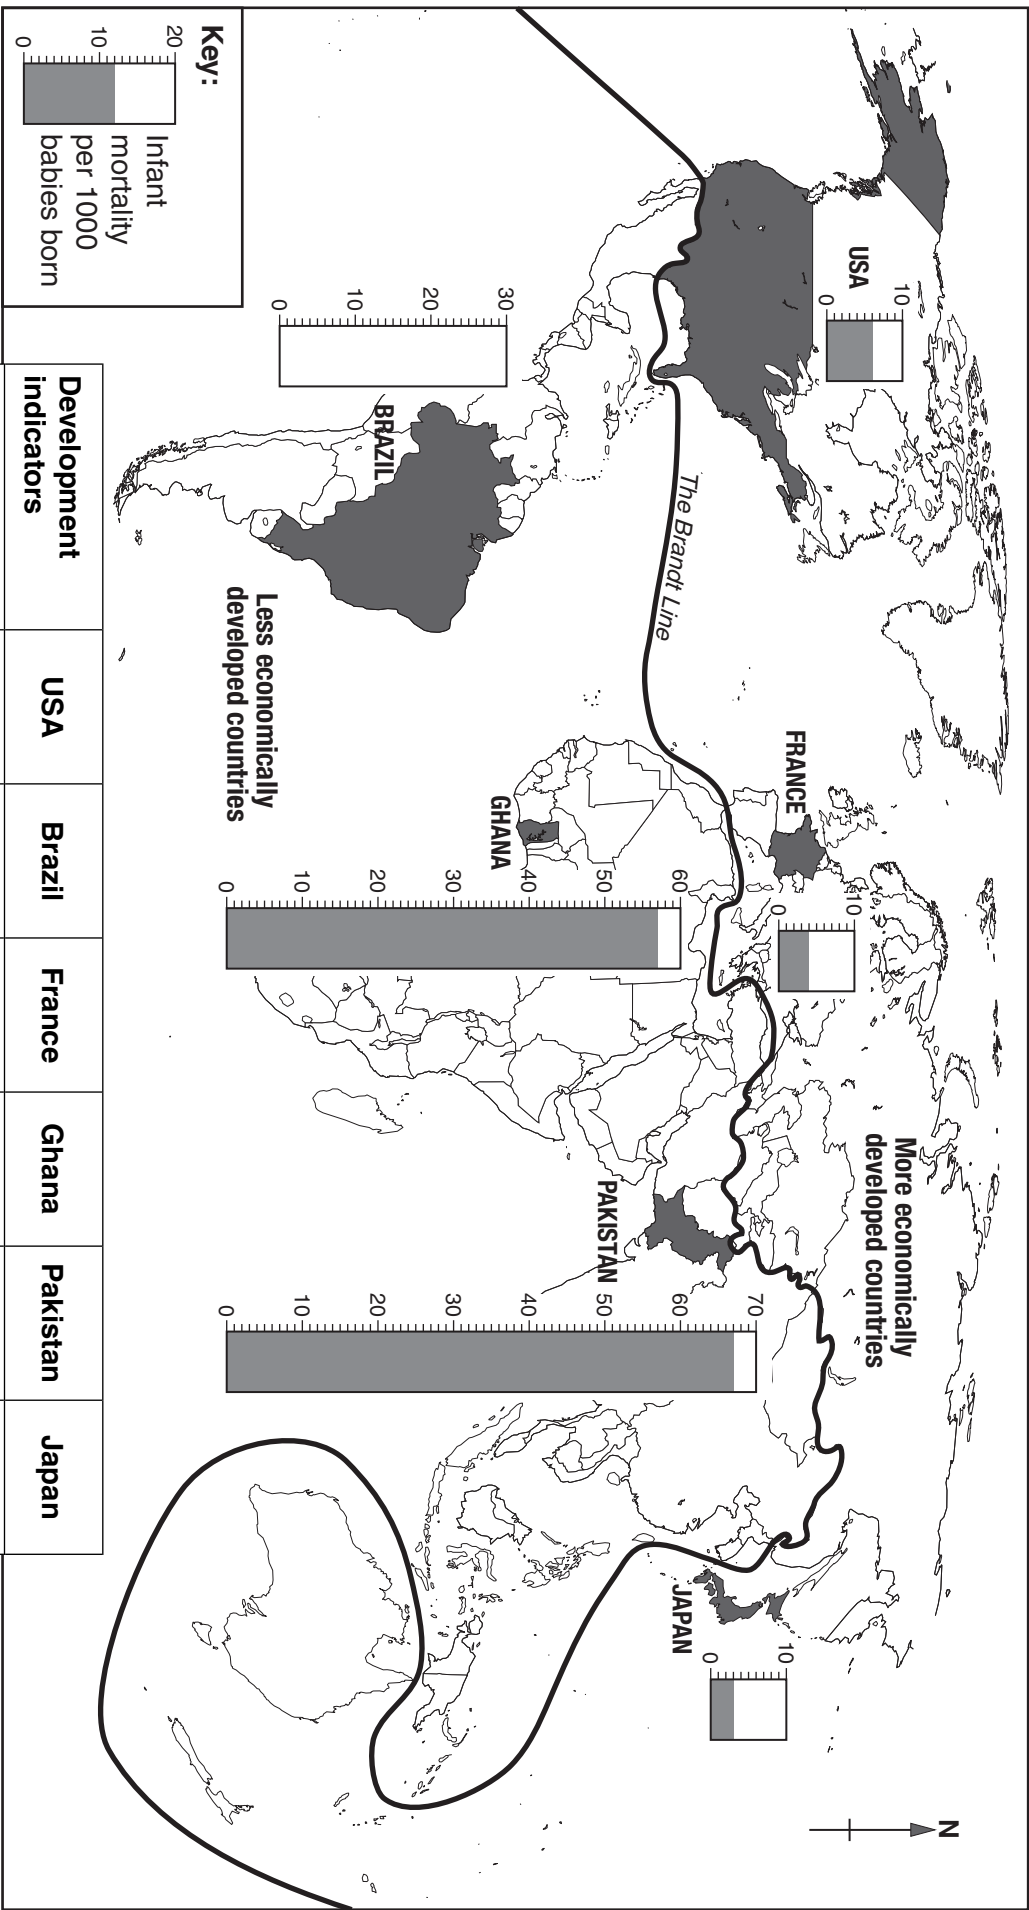 N
USA
10
0
FRANCE
10
0
JAPAN
10
0
More economically
developed countries
The Brandt Line
BRAZIL
30
20
10
0
GHANA
60
50
40
30
20
10
0
PAKISTAN
70
60
50
40
30
20
10
0
Less economically
developed countries
Key:
20
10
0
Infant
mortality
per 1000
babies born
Development
indicators
USA
Brazil
France
Ghana
Pakistan
Japan